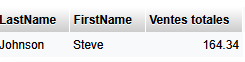 LastName FirstName Ventes totales
Johnson Steve 164.34